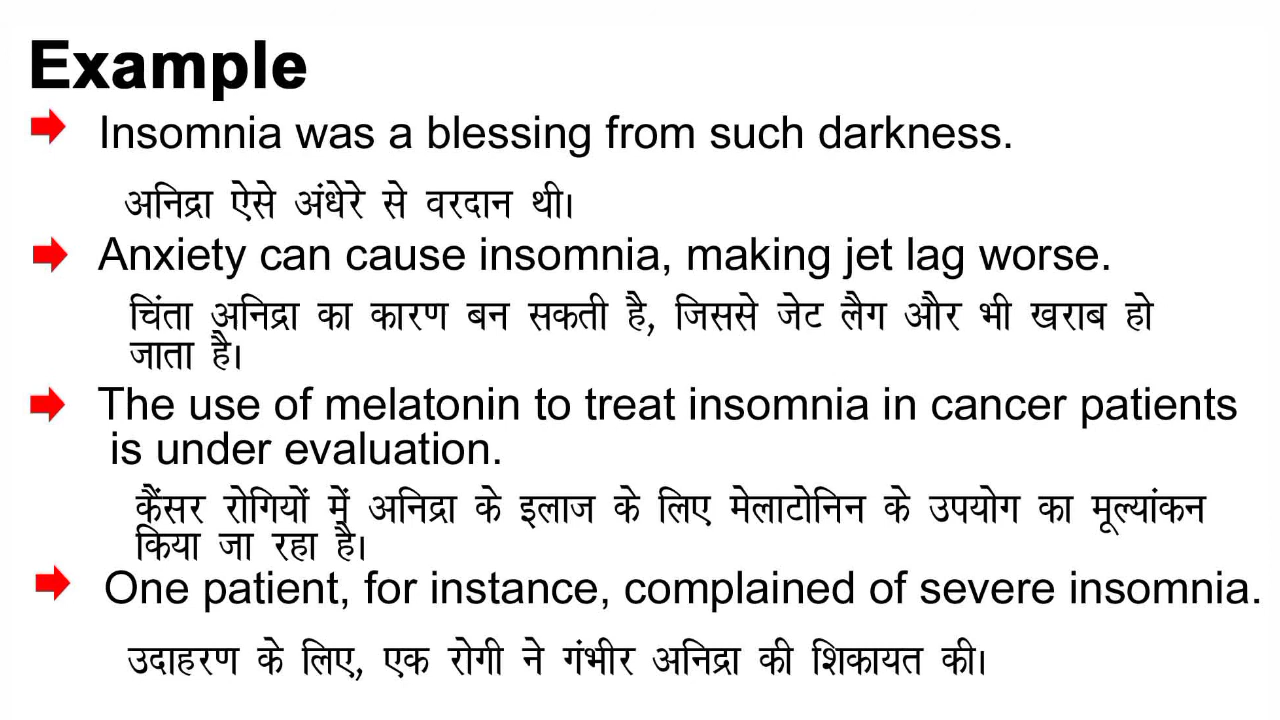 Example
Insomnia was a blessing from such darkness.
अनिद्रा ऐसे अंधेरे से वरदान थी।
Anxiety can cause insomnia, making jet lag worse.
चिंता अनिद्रा का कारण बन सकती है, जिससे जेट लैग और भी खराब हो
जाता है।
The use of melatonin to treat insomnia in cancer patients
is under evaluation.
कैंसर रोगियों में अनिद्रा के इलाज के लिए मेलाटोनिन के उपयोग का मूल्यांकन
किया जा रहा है।
One patient, for instance, complained of severe insomnia.
उदाहरण के लिए, एक रोगी ने गंभीर अनिद्रा की शिकायत की।